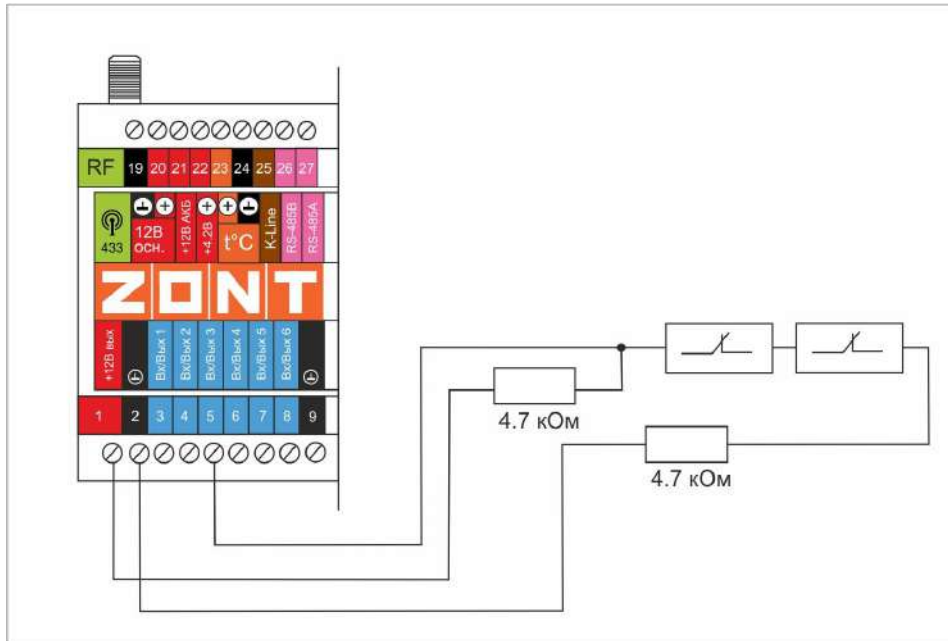 RF 19 20 21 22 23 24 25 26 27
433
12В осн.
+12В АКБ
+4.2В
t°C
K-Line
RS-485B
RS-485A
ZONT
+12В вых
Вх/Вых 1
Вх/Вых 2
Вх/Вых 3
Вх/Вых 4
Вх/Вых 5
Вх/Вых 6
1 2 3 4 5 6 7 8 9
4.7 кОм
4.7 кОм